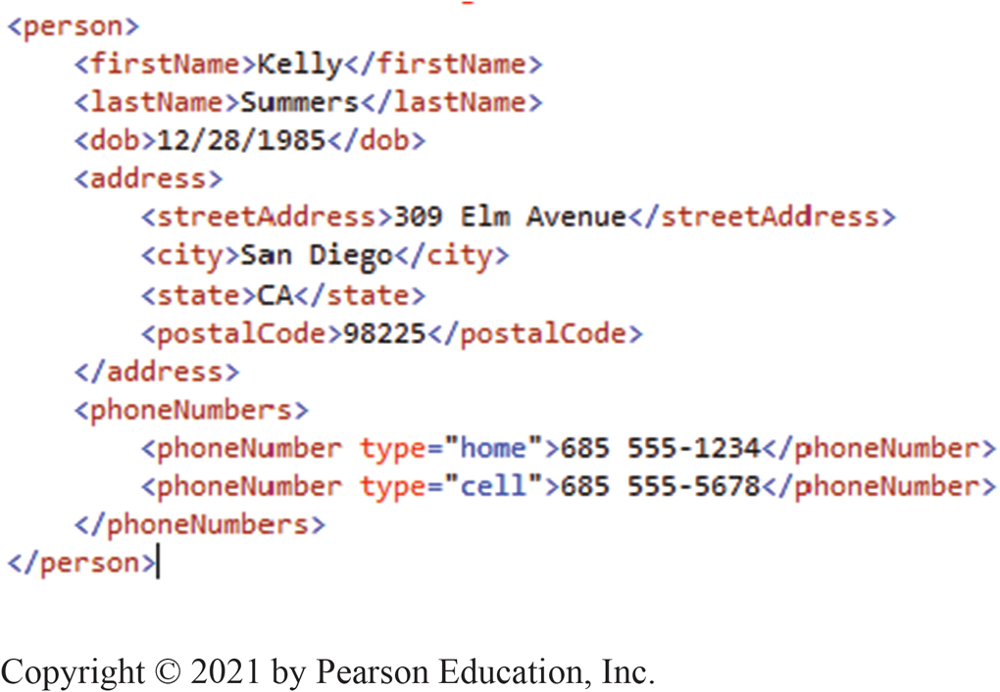 <person>
<firstName>Kelly</firstName>
<lastName>Summers</lastName>
<dob>12/28/1985</dob>
<address>
<streetAddress>309 Elm Avenue</streetAddress>
<city>San Diego</city>
<state>CA</state>
<postalCode>98225</postalCode>
</address>
<phoneNumbers>
<phoneNumber type="home">685 555-1234</phoneNumber>
<phoneNumber type="cell">685 555-5678</phoneNumber>
</phoneNumbers>
</person>
Copyright © 2021 by Pearson Education, Inc.